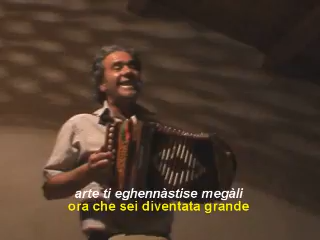 arte ti eghennàstise megàli
ora che sei diventata grande